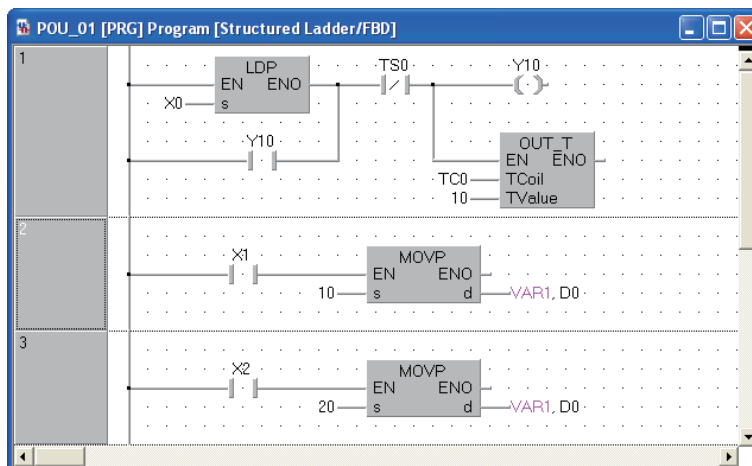 POU_01 [PRG] Program [Structured Ladder/FBD]
1
LDP
EN ENO
X0 s
TS0
Y10
Y10
OUT_T
EN ENO
TC0 TCoil
10 TValue
2
X1
MOVP
EN ENO
10 s d VAR1, D0
3
X2
MOVP
EN ENO
20 s d VAR1, D0